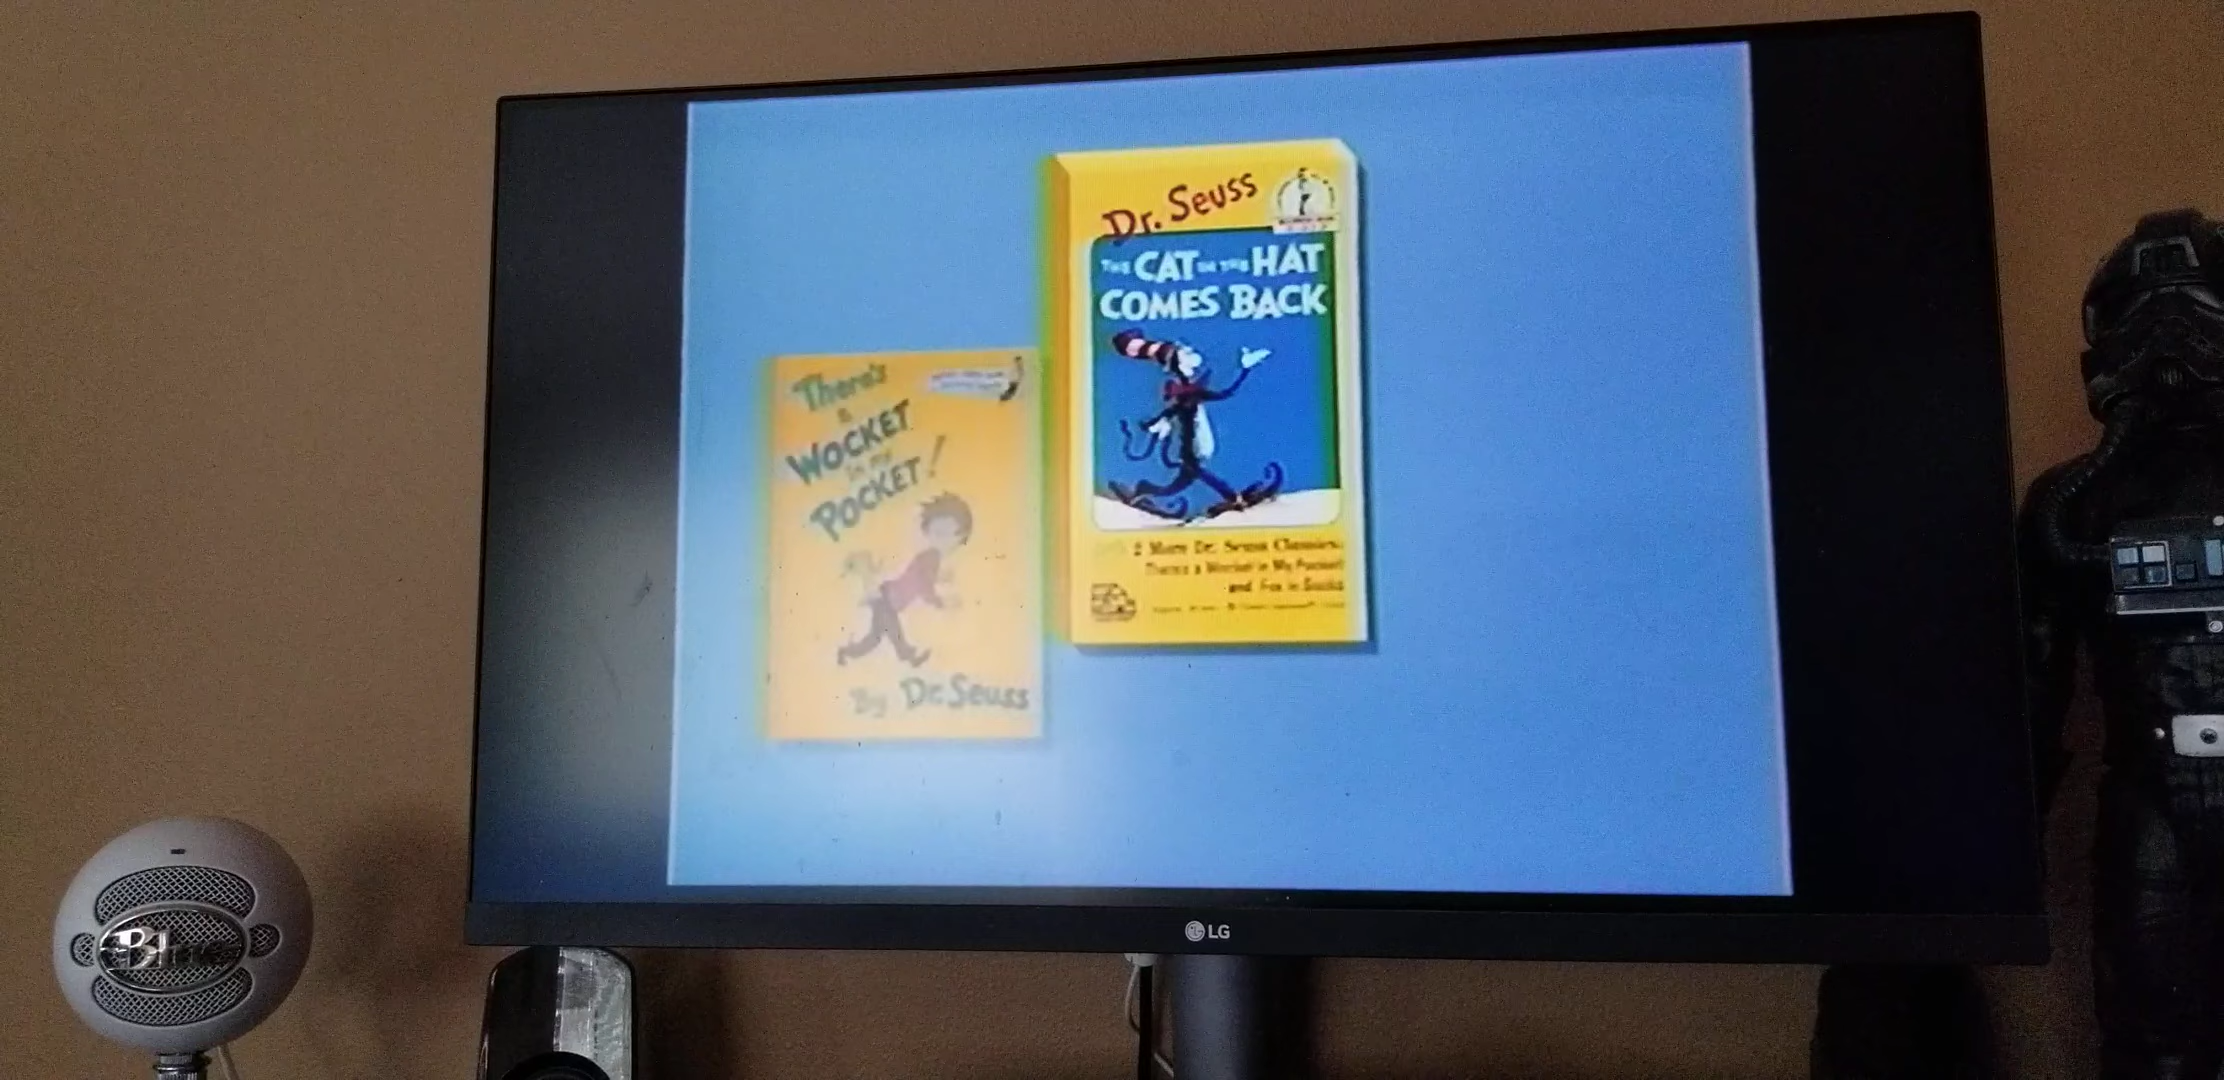 There's
a
WOCKET
in my
POCKET!
By Dr. Seuss
Dr. Seuss
THE CAT IN THE HAT
COMES BACK
2 More Dr. Seuss Classics:
There's a Wocket in My Pocket
and Fox in Socks
LG
Blue